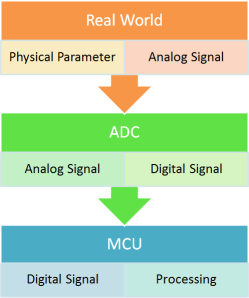 Real World
Physical Parameter Analog Signal
ADC
Analog Signal Digital Signal
MCU
Digital Signal Processing